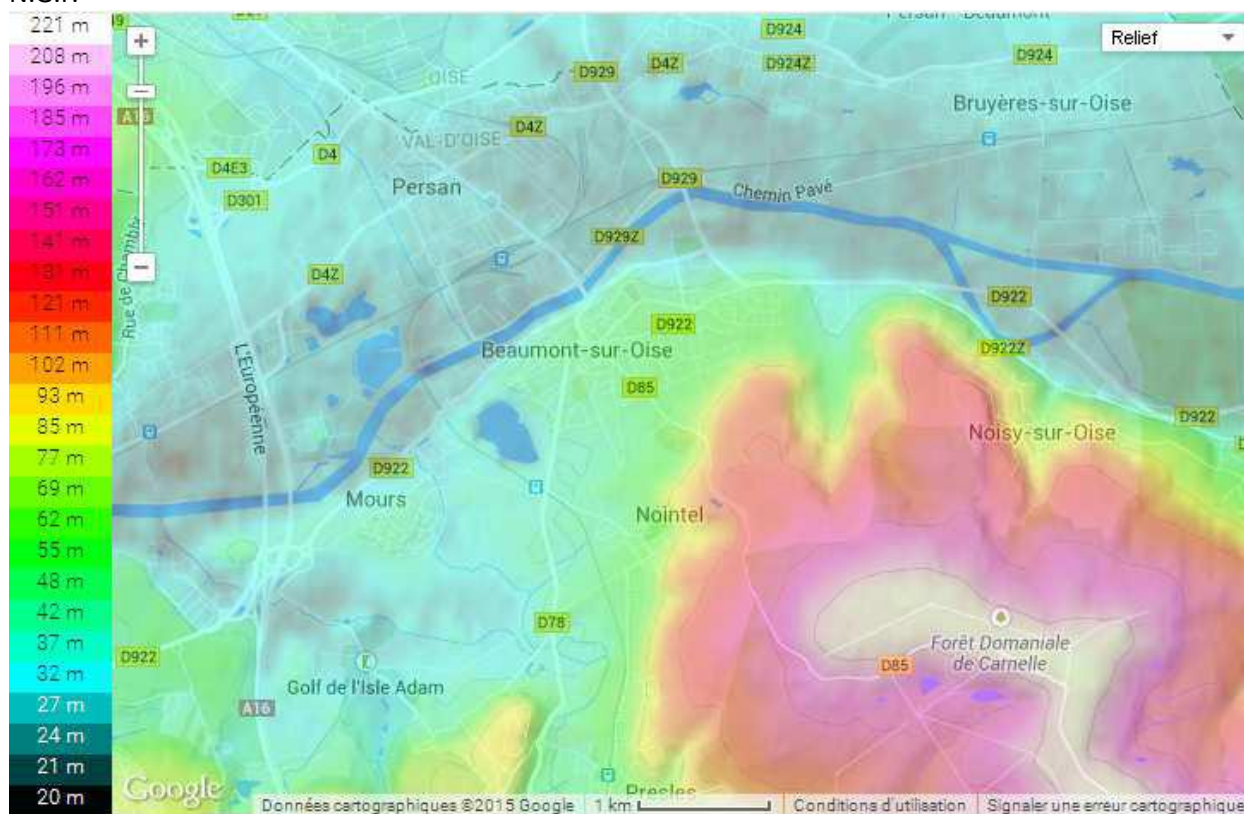 221 m
208 m
196 m
185 m
173 m
162 m
151 m
141 m
131 m
121 m
111 m
102 m
93 m
85 m
77 m
69 m
62 m
55 m
48 m
42 m
37 m
32 m
27 m
24 m
21 m
20 m
Relief
D924
D924
D929
D4Z
D924Z
OISE
Bruyères-sur-Oise
A16
D4Z
VAL-D'OISE
D4
D4E3
D301
Persan
D929
Chemin Pavé
D929Z
D4Z
Rue de Chambly
D922
D922
D922Z
Beaumont-sur-Oise
L'Européenne
D85
D922
Noisy-sur-Oise
D922
Mours
Nointel
D78
D922
Forêt Domaniale
de Carnelle
D85
Golf de l'Isle Adam
A16
Presles
Google
Données cartographiques ©2015 Google
1 km
Conditions d'utilisation
Signaler une erreur cartographique